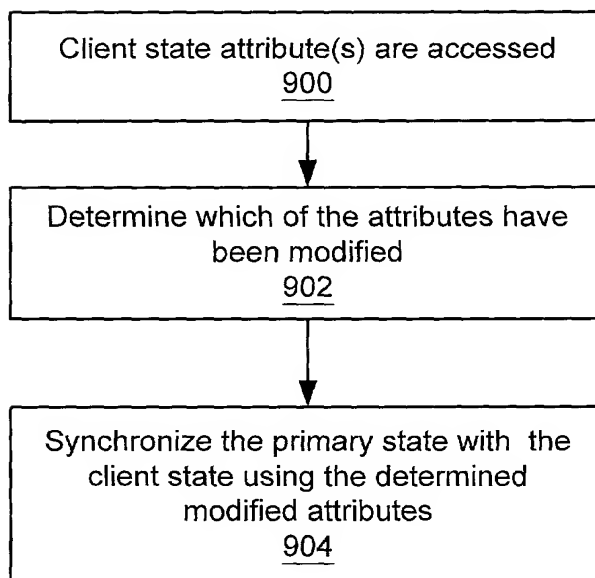 Client state attribute(s) are accessed
900
Determine which of the attributes have
been modified
902
Synchronize the primary state with the
client state using the determined
modified attributes
904